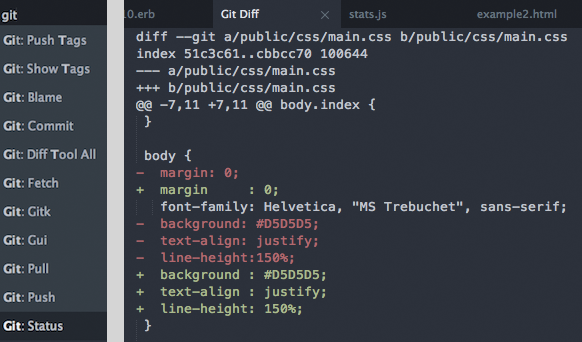 git
Git: Push Tags
Git: Show Tags
Git: Blame
Git: Commit
Git: Diff Tool All
Git: Fetch
Git: Gitk
Git: Gui
Git: Pull
Git: Push
Git: Status
10.erb Git Diff × stats.js example2.html
diff --git a/public/css/main.css b/public/css/main.css
index 51c3c61..cbbcc70 100644
--- a/public/css/main.css
+++ b/public/css/main.css
@@ -7,11 +7,11 @@ body.index {
 }
 body {
-  margin: 0;
+  margin     : 0;
   font-family: Helvetica, "MS Trebuchet", sans-serif;
-  background: #D5D5D5;
-  text-align: justify;
-  line-height:150%;
+  background : #D5D5D5;
+  text-align : justify;
+  line-height: 150%;
 }